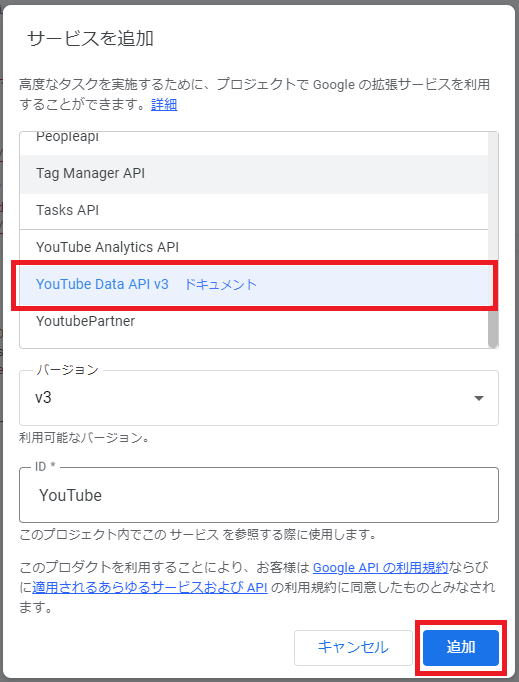 サービスを追加
高度なタスクを実施するために、プロジェクトで Google の拡張サービスを利用
することができます。詳細
Peopleapi
Tag Manager API
Tasks API
YouTube Analytics API
YouTube Data API v3 ドキュメント
YoutubePartner
バージョン
v3
利用可能なバージョン。
ID *
YouTube
このプロジェクト内でこの サービス を参照する際に使用します。
このプロダクトを利用することにより、お客様は Google API の利用規約ならび
に適用されるあらゆるサービスおよび API の利用規約に同意したものとみなされ
ます。
キャンセル
追加